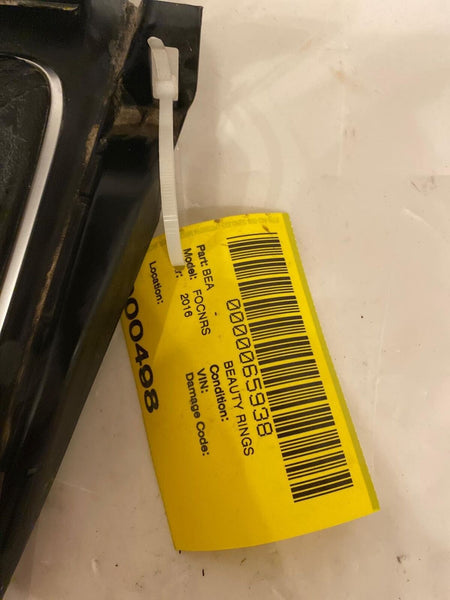 0000065938
Part: BEA BEAUTY RINGS
Model: FOCNRS Condition:
2016 VIN:
Damage Code:
Location:
00498